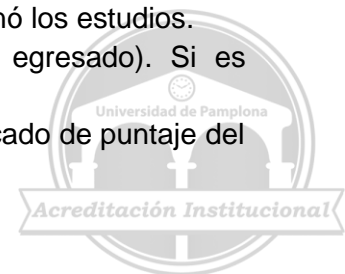 nó los estudios.
egresado). Si es
Universidad de Pamplona
cado de puntaje del
Acreditación Institucional